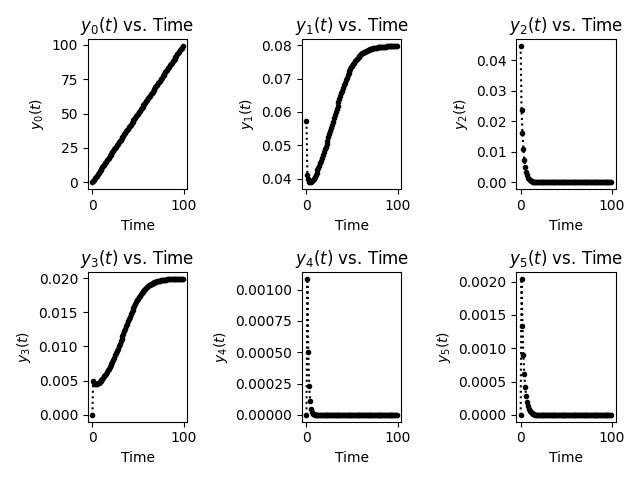 y₀(t) vs. Time
100
75
50
25
0
y₀(t)
0 100
Time
y₁(t) vs. Time
0.08
0.07
0.06
0.05
0.04
y₁(t)
0 100
Time
y₂(t) vs. Time
0.04
0.03
0.02
0.01
0.00
y₂(t)
0 100
Time
y₃(t) vs. Time
0.020
0.015
0.010
0.005
0.000
y₃(t)
0 100
Time
y₄(t) vs. Time
0.00100
0.00075
0.00050
0.00025
0.00000
y₄(t)
0 100
Time
y₅(t) vs. Time
0.0020
0.0015
0.0010
0.0005
0.0000
y₅(t)
0 100
Time